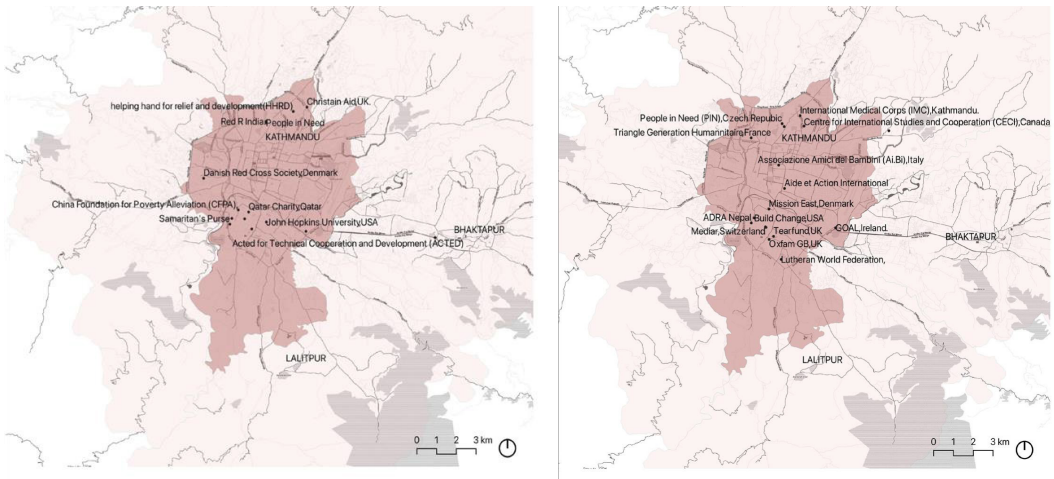 helping hand for relief and development(HHRD)
Christain Aid,UK.
Red R Indian
People in Need
KATHMANDU
Danish Red Cross Society,Denmark
China Foundation for Poverty Alleviation (CFPA)
Qatar Charity,Qatar
Samaritan's Purse
John Hopkins University,USA
BHAKTAPUR
Acted for Technical Cooperation and Development (ACTED)
LALITPUR
0 1 2 3 km
International Medical Corps (IMC),Kathmandu.
People in Need (PIN),Czech Repubic
Centre for International Studies and Cooperation (CECI),Canada
Triangle Generation Humannitaire,France
KATHMANDU
Associazione Amici del Bambini (Ai.Bi),Italy
Aide et Action International
Mission East,Denmark
ADRA Nepal
Build Change,USA
Mediar,Switzerland
Tearfund,UK
GOAL,Ireland.
BHAKTAPUR
Oxfam GB,UK
Lutheran World Federation,
LALITPUR
0 1 2 3 km